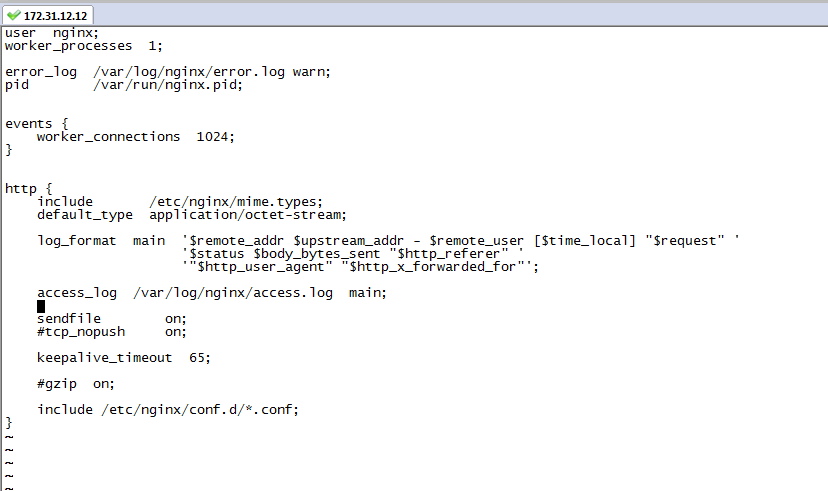 172.31.12.12
user  nginx;
worker_processes  1;
error_log  /var/log/nginx/error.log warn;
pid        /var/run/nginx.pid;
events {
    worker_connections  1024;
}
http {
    include       /etc/nginx/mime.types;
    default_type  application/octet-stream;
    log_format  main  '$remote_addr $upstream_addr - $remote_user [$time_local] "$request" '
                      '$status $body_bytes_sent "$http_referer" '
                      '"$http_user_agent" "$http_x_forwarded_for"';
    access_log  /var/log/nginx/access.log  main;
    sendfile        on;
    #tcp_nopush     on;
    keepalive_timeout  65;
    #gzip  on;
    include /etc/nginx/conf.d/*.conf;
}
~
~
~
~
~